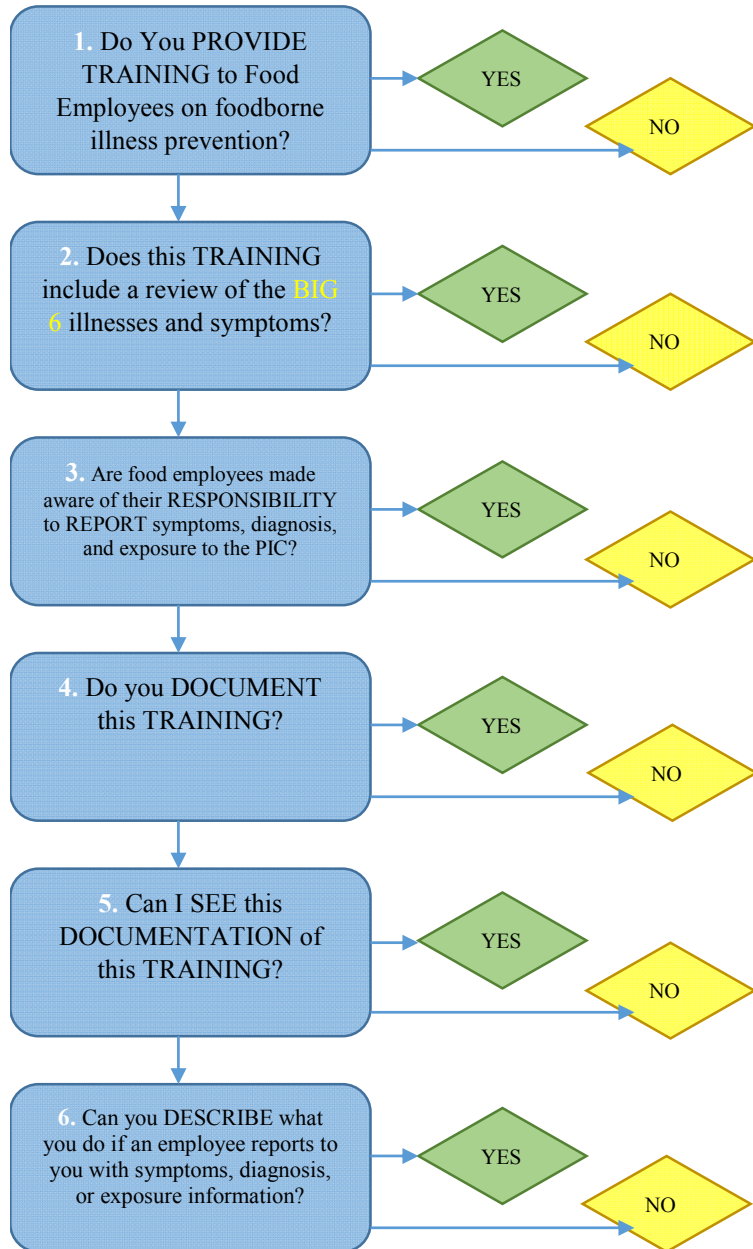 1. Do You PROVIDE
TRAINING to Food
Employees on foodborne
illness prevention?
YES
NO
2. Does this TRAINING
include a review of the BIG
6 illnesses and symptoms?
YES
NO
3. Are food employees made
aware of their RESPONSIBILITY
to REPORT symptoms, diagnosis,
and exposure to the PIC?
YES
NO
4. Do you DOCUMENT
this TRAINING?
YES
NO
5. Can I SEE this
DOCUMENTATION of
this TRAINING?
YES
NO
6. Can you DESCRIBE what
you do if an employee reports to
you with symptoms, diagnosis,
or exposure information?
YES
NO